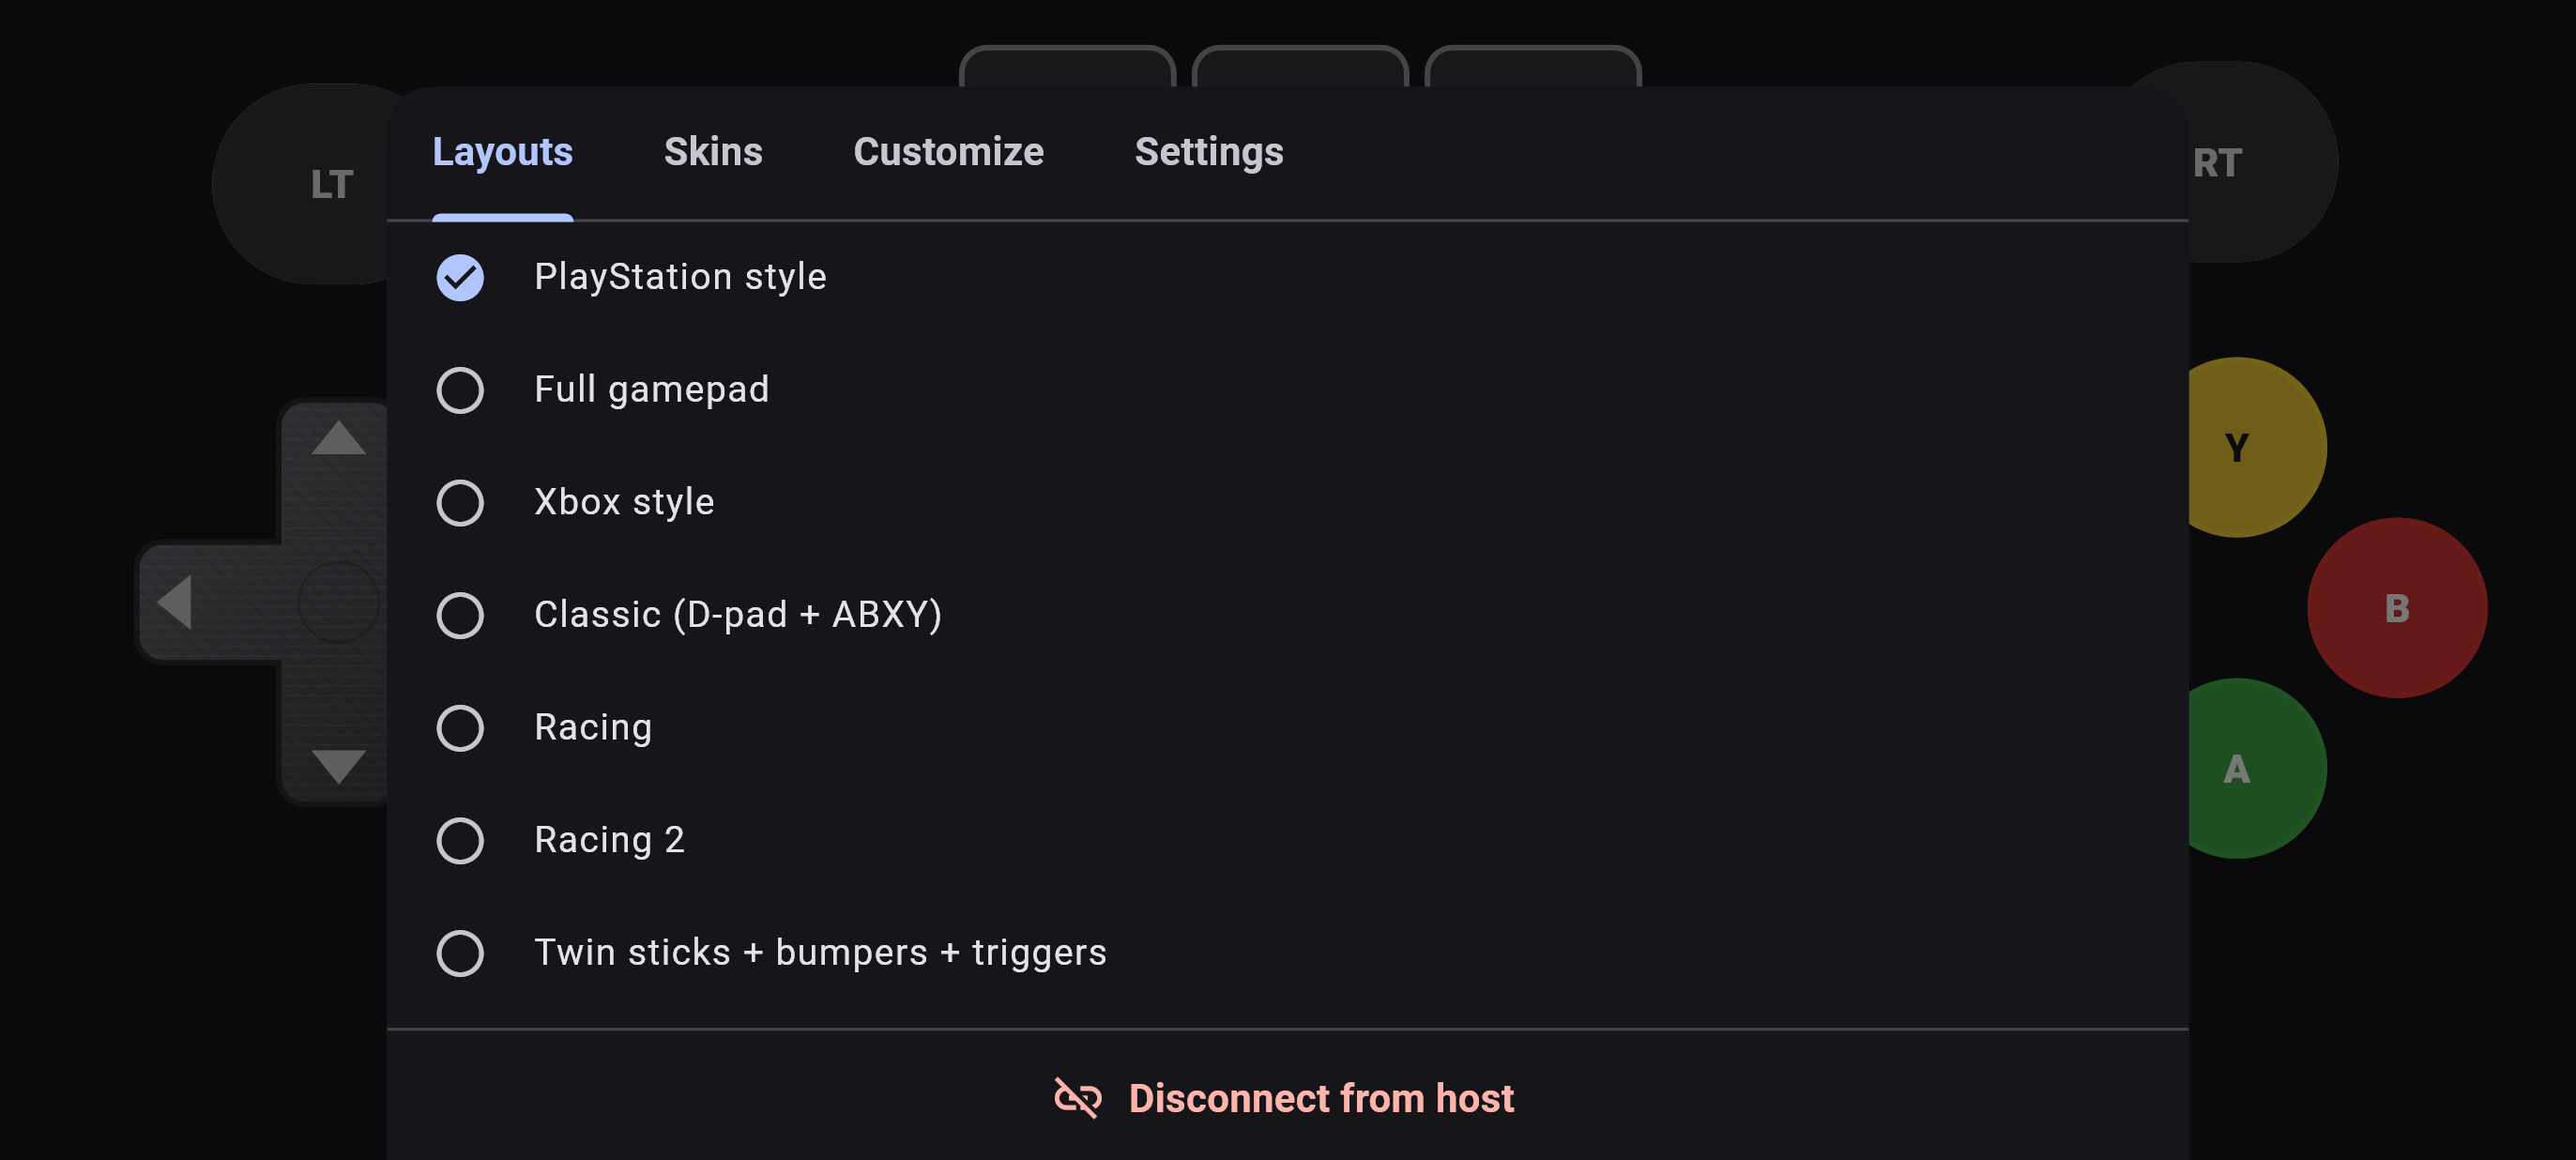 LT
RT
Layouts Skins Customize Settings
PlayStation style
Full gamepad
Xbox style
Classic (D-pad + ABXY)
Racing
Racing 2
Twin sticks + bumpers + triggers
Y
B
A
Disconnect from host